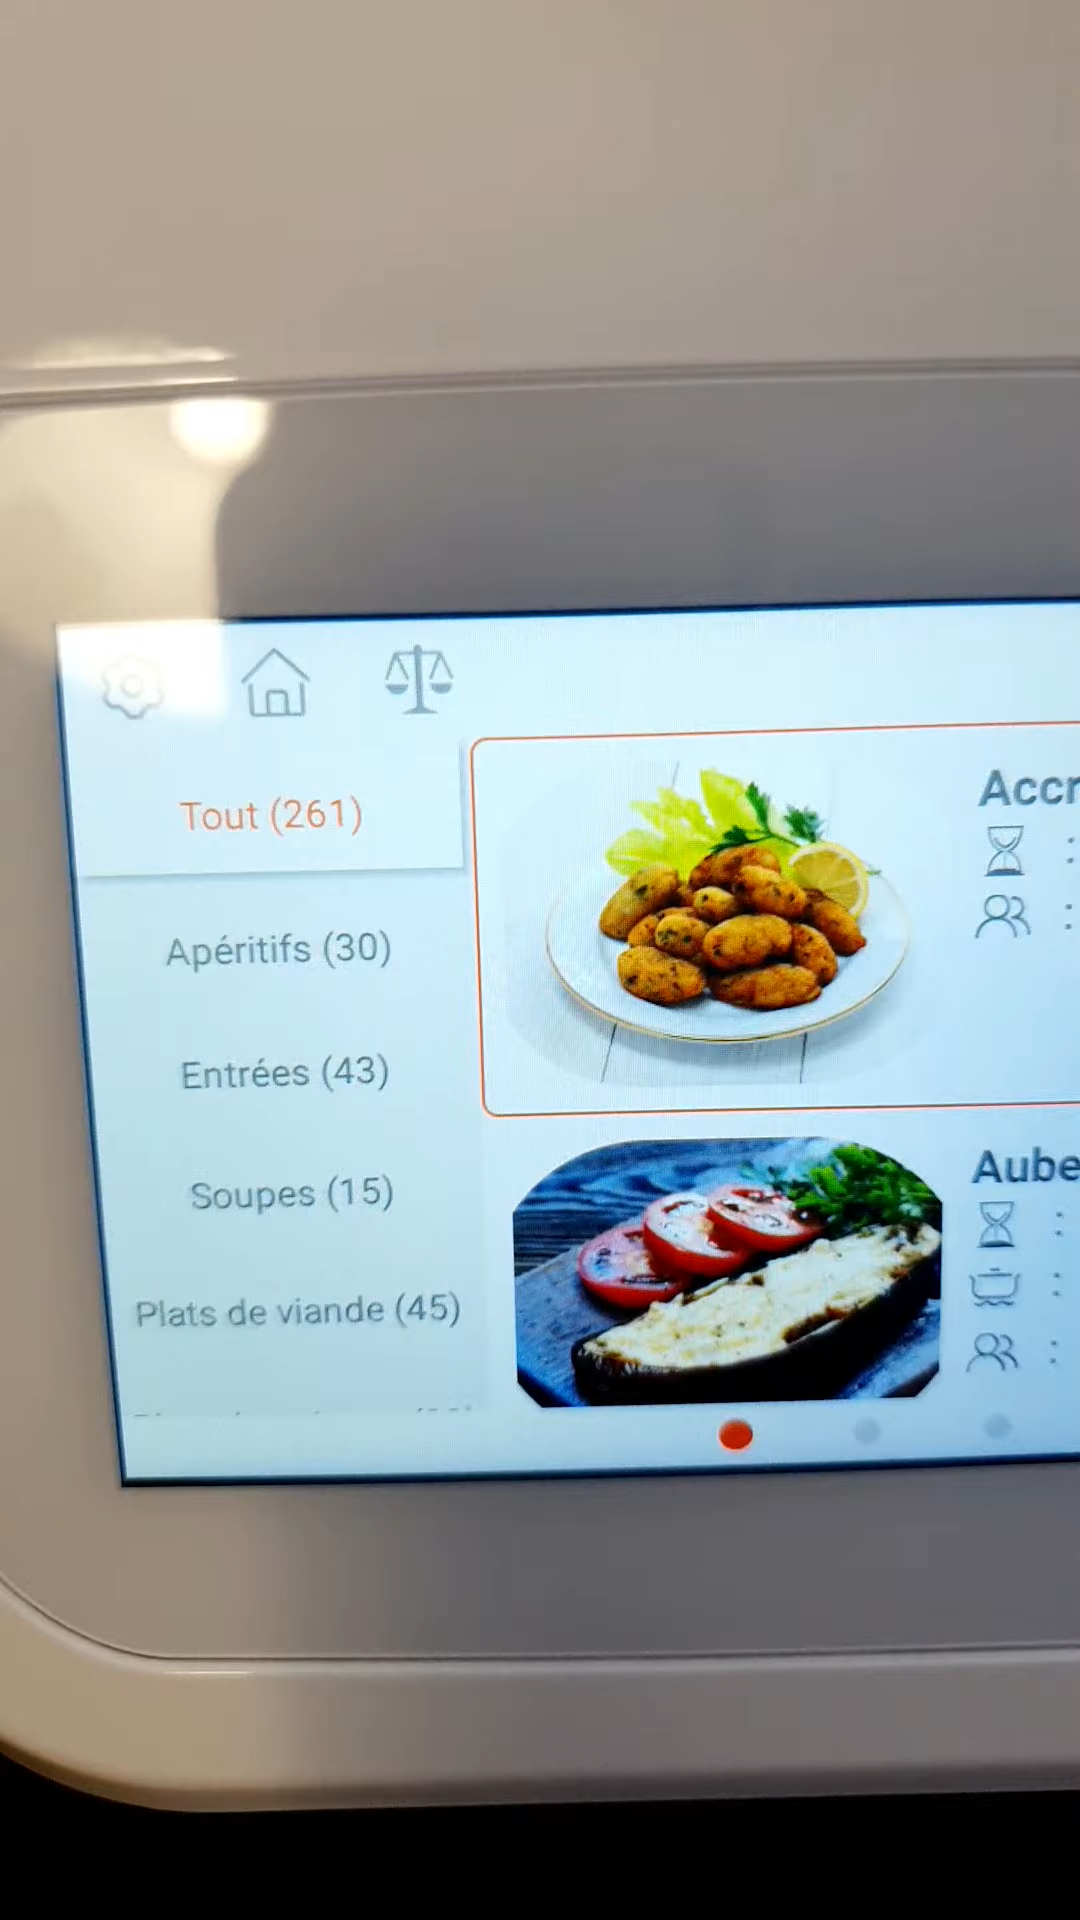 Tout (261)
Apéritifs (30)
Entrées (43)
Soupes (15)
Plats de viande (45)
Accr
:
:
Aube
:
:
: